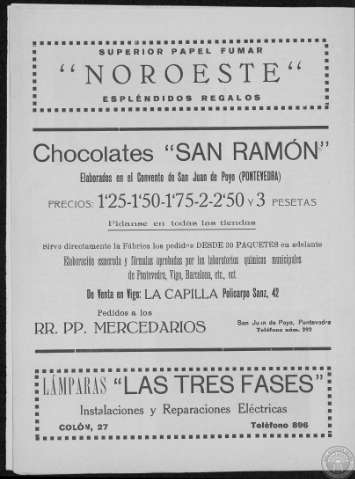 SUPERIOR PAPEL FUMAR
"NOROESTE"
ESPLÉNDIDOS REGALOS
Chocolates "SAN RAMÓN"
Elaborados en el Convento de San Juan de Poyo (PONTEVEDRA)
PRECIOS: 1'25-1'50-1'75-2-2'50 Y 3 PESETAS
Pídanse en todas las tiendas
Sirve directamente la Fábrica los pedidos DESDE 20 PAQUETES en adelante
Elaboración esmerada y fórmulas aprobadas por los laboratorios químicos municipales
de Pontevedra, Vigo, Barcelona, etc., ect
De Venta en Vigo: LA CAPILLA Policarpo Sanz, 42
Pedidos a los
RR. PP. MERCEDARIOS
San Juan de Poyo, Pontevedra
Teléfono núm.
LÁMPARAS "LAS TRES FASES"
Instalaciones y Reparaciones Eléctricas
COLÓN, 27 Teléfono 896